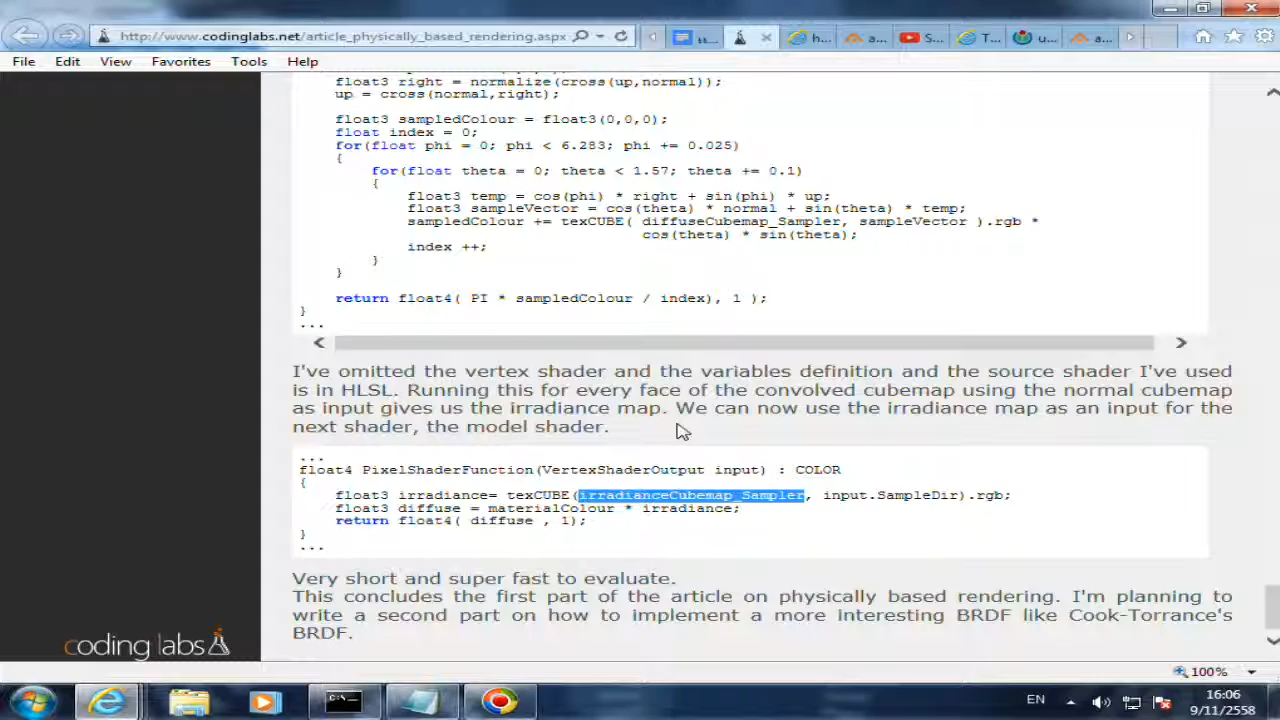 http://www.codinglabs.net/article_physically_based_rendering.aspx
h...
a...
S...
T...
u...
a...
File Edit View Favorites Tools Help
float3 right = normalize(cross(up,normal));
up = cross(normal,right);
float3 sampledColour = float3(0,0,0);
float index = 0;
for(float phi = 0; phi < 6.283; phi += 0.025)
{
for(float theta = 0; theta < 1.57; theta += 0.1)
{
float3 temp = cos(phi) * right + sin(phi) * up;
float3 sampleVector = cos(theta) * normal + sin(theta) * temp;
sampledColour += texCUBE( diffuseCubemap_Sampler, sampleVector ).rgb *
cos(theta) * sin(theta);
index ++;
}
}
return float4( PI * sampledColour / index), 1 );
}
...
I've omitted the vertex shader and the variables definition and the source shader I've used
is in HLSL. Running this for every face of the convolved cubemap using the normal cubemap
as input gives us the irradiance map. We can now use the irradiance map as an input for the
next shader, the model shader.
...
float4 PixelShaderFunction(VertexShaderOutput input) : COLOR
{
float3 irradiance= texCUBE(irradianceCubemap_Sampler, input.SampleDir).rgb;
float3 diffuse = materialColour * irradiance;
return float4( diffuse , 1);
}
...
Very short and super fast to evaluate.
This concludes the first part of the article on physically based rendering. I'm planning to
write a second part on how to implement a more interesting BRDF like Cook-Torrance's
BRDF.
coding labs
100%
EN
16:06
9/11/2558